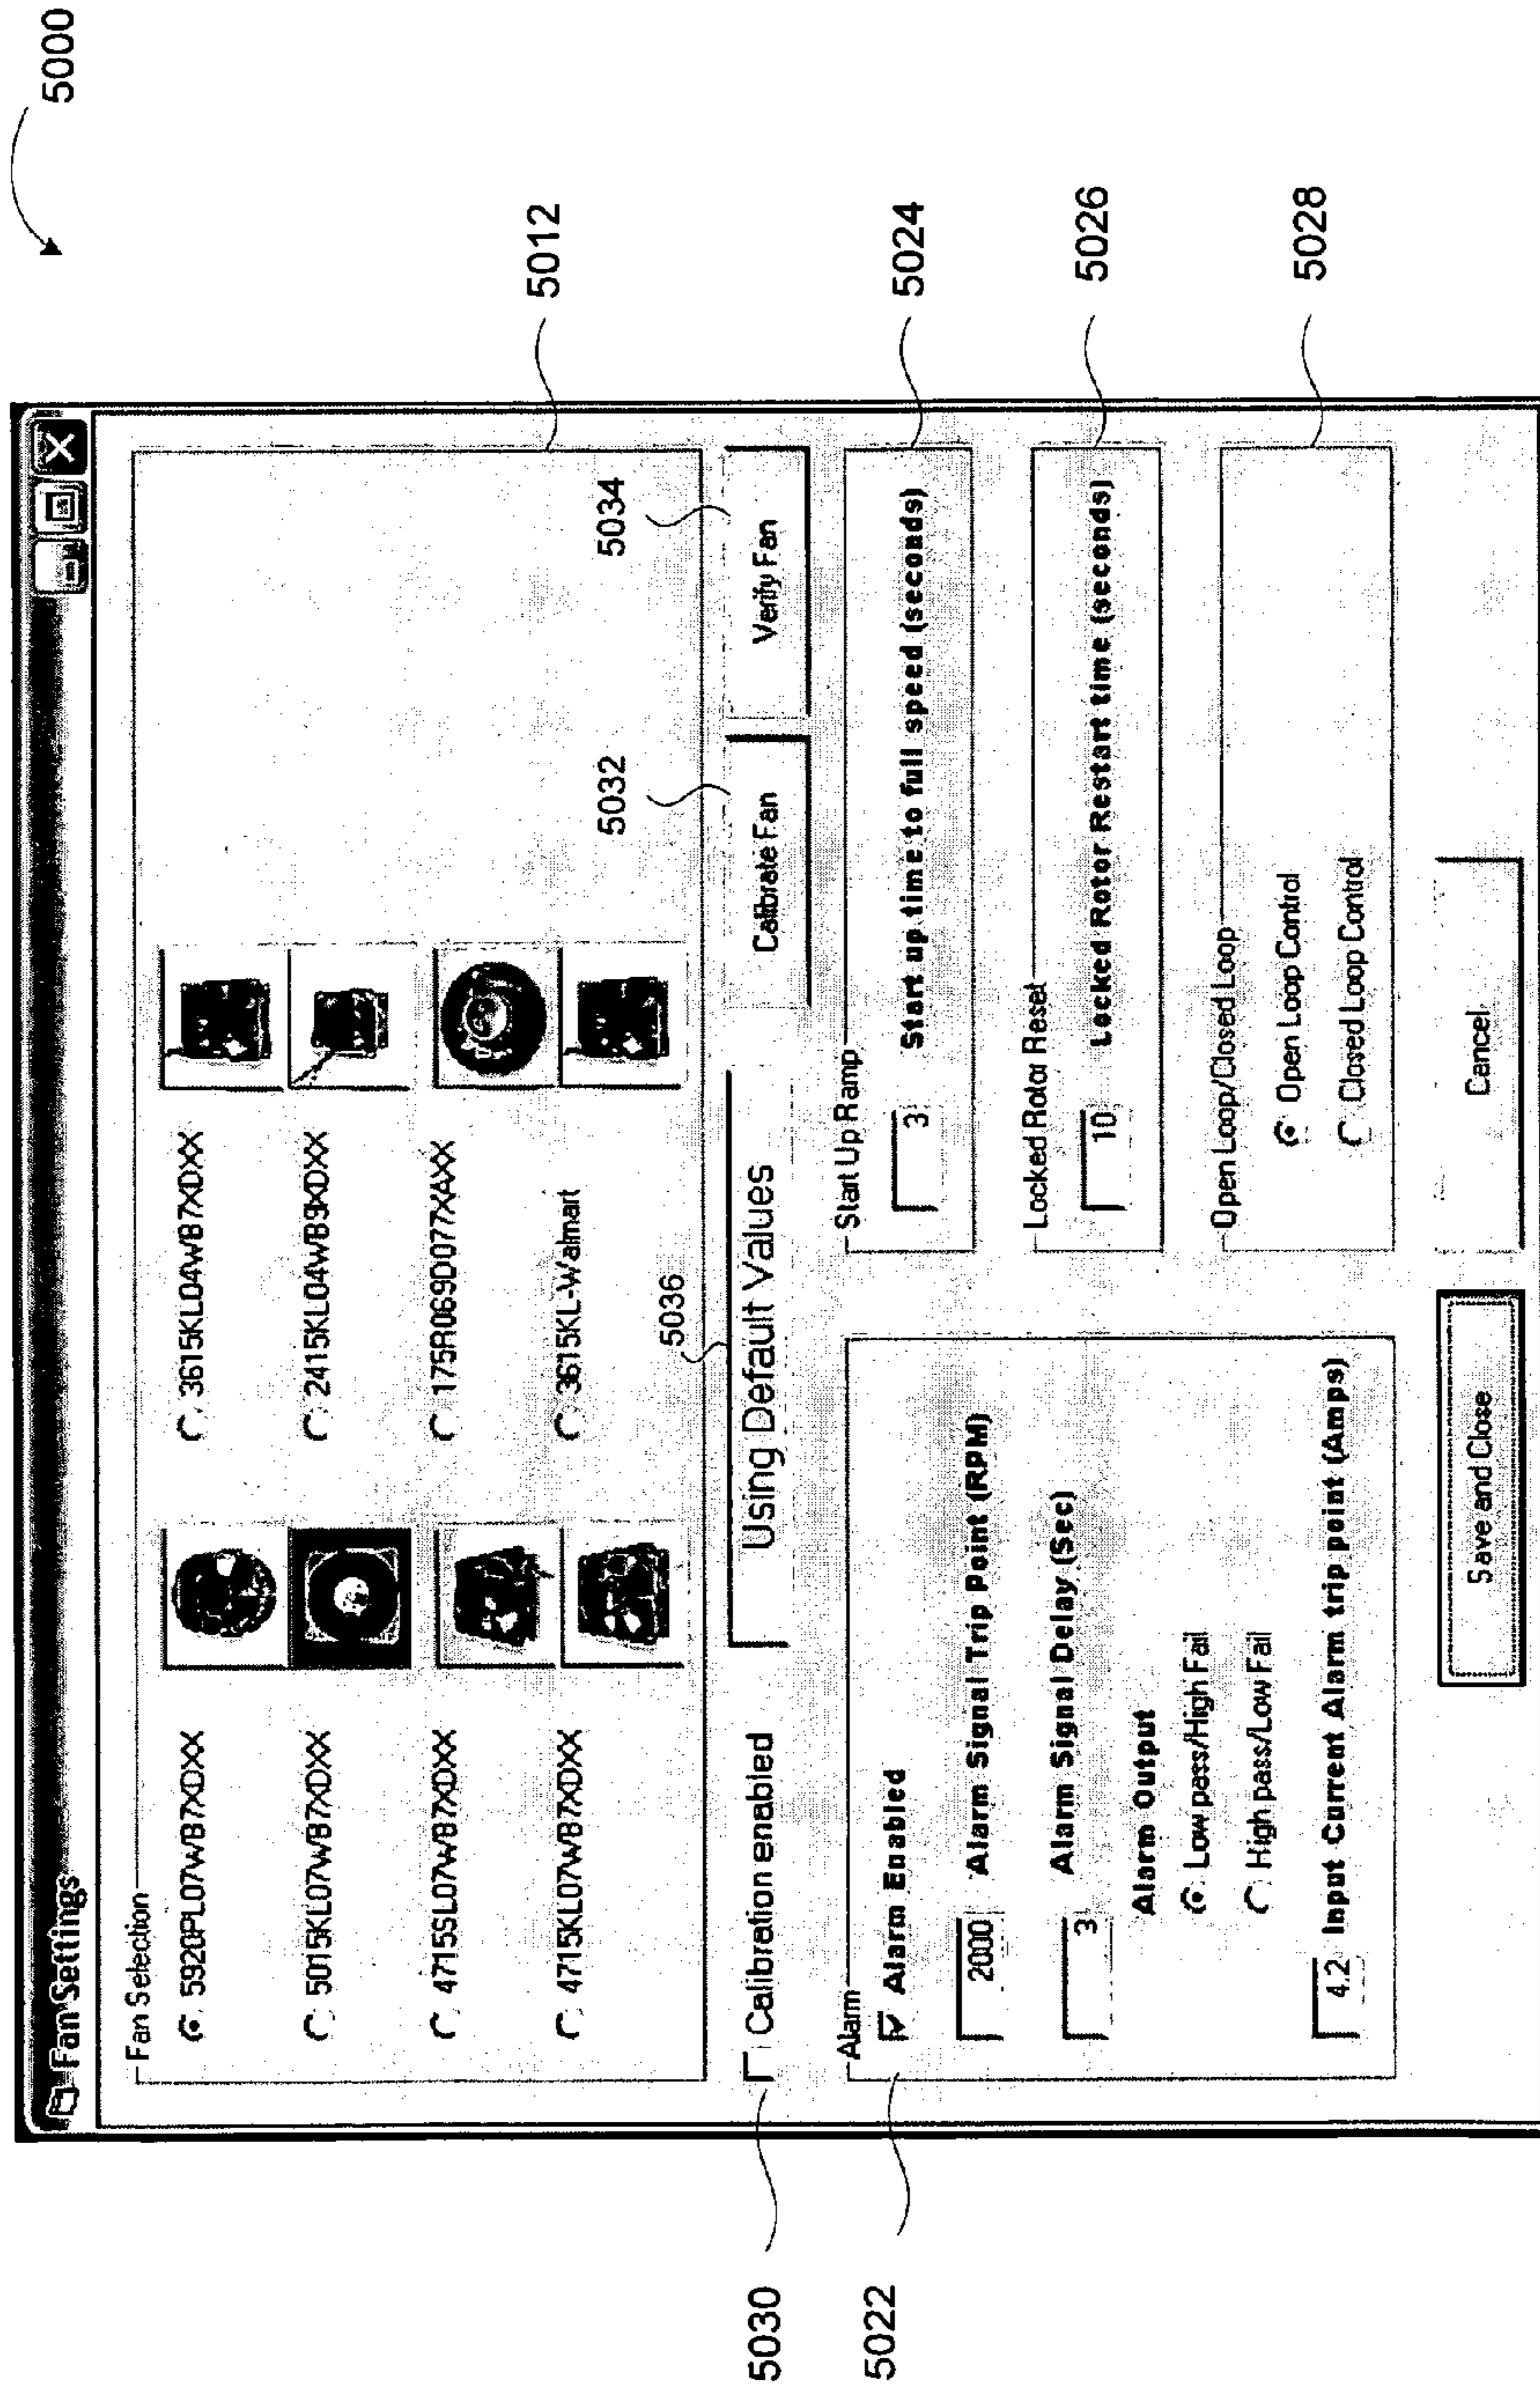 5000
Fan Settings
Fan Selection
5920PL07WB7XDXX
3615KL04WB7XDXX
5015KL07WB7XDXX
2415KL04WB9XDXX
4715SL07WB7XDXX
175R069D077XAXX
4715KL07WB7XDXX
3615KL-Walmart
5012
5036
5032
5034
5030
Calibration enabled
Using Default Values
Calibrate Fan
Verify Fan
5022
Alarm
Alarm Enabled
2000 Alarm Signal Trip Point (RPM)
3 Alarm Signal Delay (Sec)
Alarm Output
Low pass/High Fail
High pass/Low Fail
4.2 Input Current Alarm trip point (Amps)
Start Up Ramp
3 Start up time to full speed (seconds)
5024
Locked Rotor Reset
10 Locked Rotor Restart time (seconds)
5026
Open Loop/Closed Loop
Open Loop Control
Closed Loop Control
5028
Save and Close
Cancel